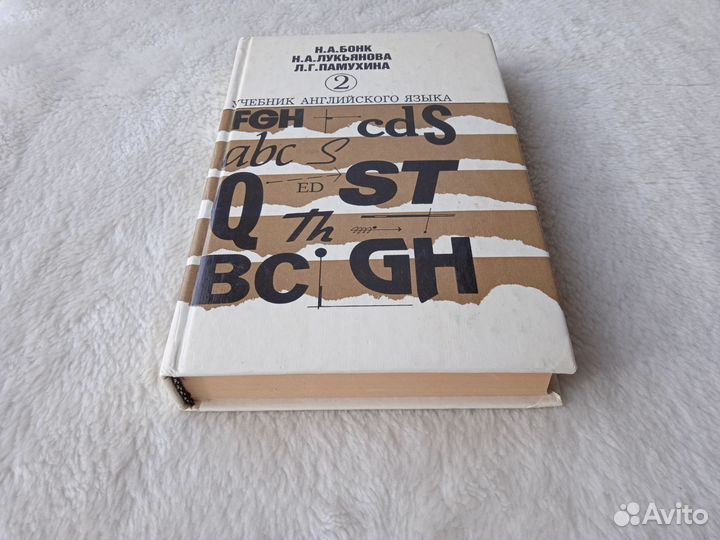 Н.А.БОНК
Н.А.ЛУКЬЯНОВА
Л.Г.ПАМУХИНА
2
УЧЕБНИК АНГЛИЙСКОГО ЯЗЫКА
FGH cdS
abc S
Q ED ST
Th
BCi GH
Avito